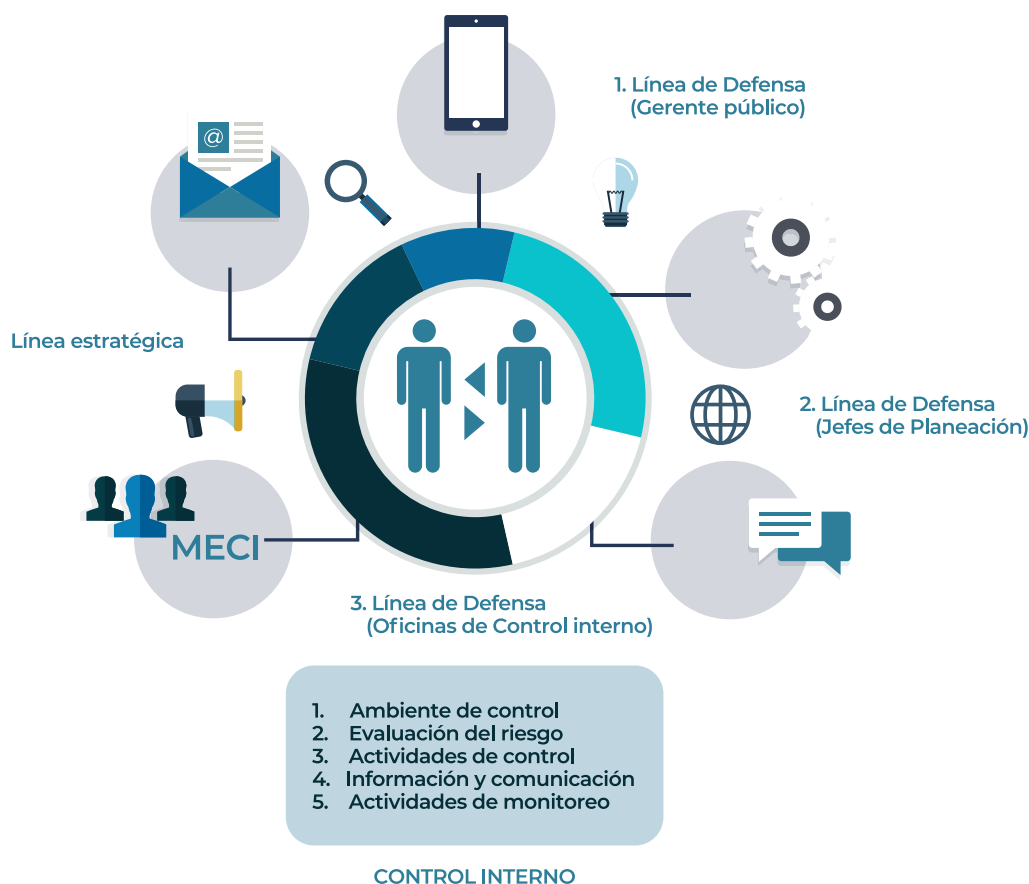 1. Línea de Defensa
(Gerente público)
@
Línea estratégica
2. Línea de Defensa
(Jefes de Planeación)
MECI
3. Línea de Defensa
(Oficinas de Control interno)
1. Ambiente de control
2. Evaluación del riesgo
3. Actividades de control
4. Información y comunicación
5. Actividades de monitoreo
CONTROL INTERNO